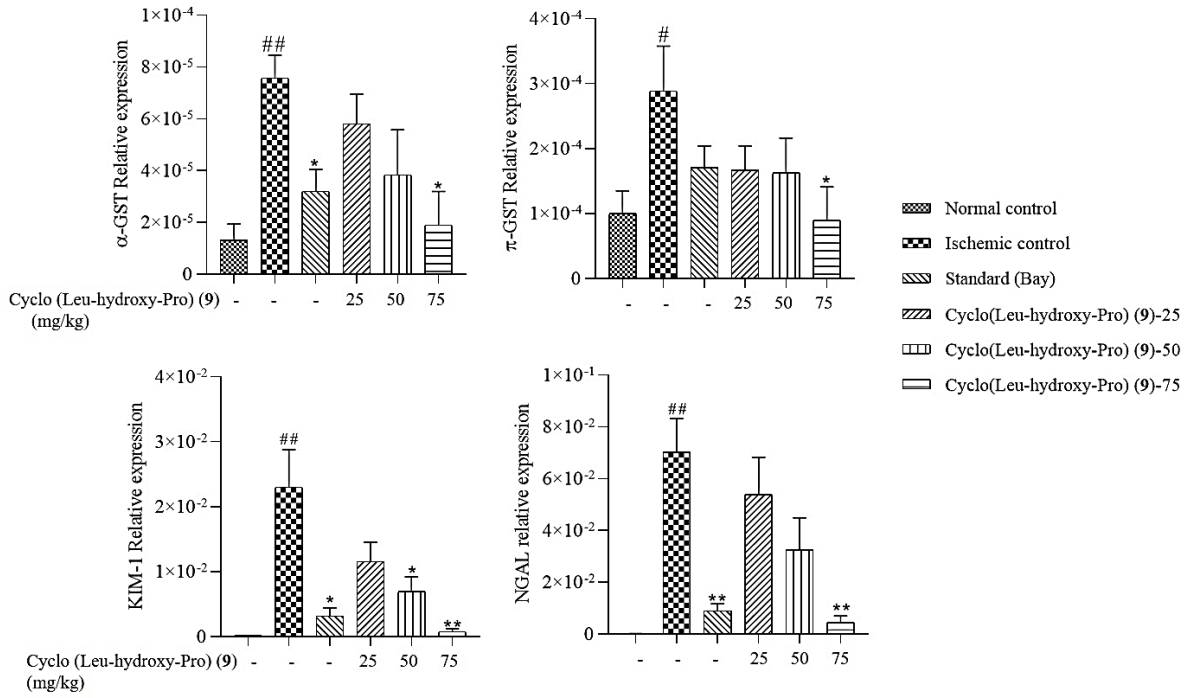 α-GST Relative expression
1×10⁻⁴
8×10⁻⁵
6×10⁻⁵
4×10⁻⁵
2×10⁻⁵
0
##
*
*
Cyclo (Leu-hydroxy-Pro) (9) - - - 25 50 75
(mg/kg)
π-GST Relative expression
4×10⁻⁴
3×10⁻⁴
2×10⁻⁴
1×10⁻⁴
0
#
*
- - - 25 50 75
Normal control
Ischemic control
Standard (Bay)
Cyclo(Leu-hydroxy-Pro) (9)-25
Cyclo(Leu-hydroxy-Pro) (9)-50
Cyclo(Leu-hydroxy-Pro) (9)-75
KIM-1 Relative expression
4×10⁻²
3×10⁻²
2×10⁻²
1×10⁻²
0
##
*
*
**
Cyclo (Leu-hydroxy-Pro) (9) - - - 25 50 75
(mg/kg)
NGAL relative expression
1×10⁻¹
8×10⁻²
6×10⁻²
4×10⁻²
2×10⁻²
0
##
**
**
- - - 25 50 75